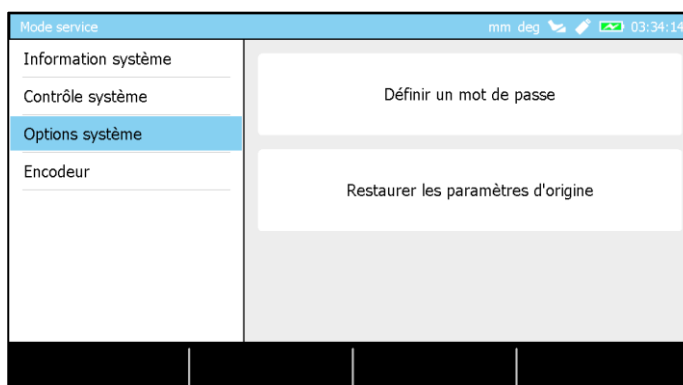 Mode service
mm deg 03:34:14
Information système
Contrôle système
Options système
Encodeur
Définir un mot de passe
Restaurer les paramètres d'origine